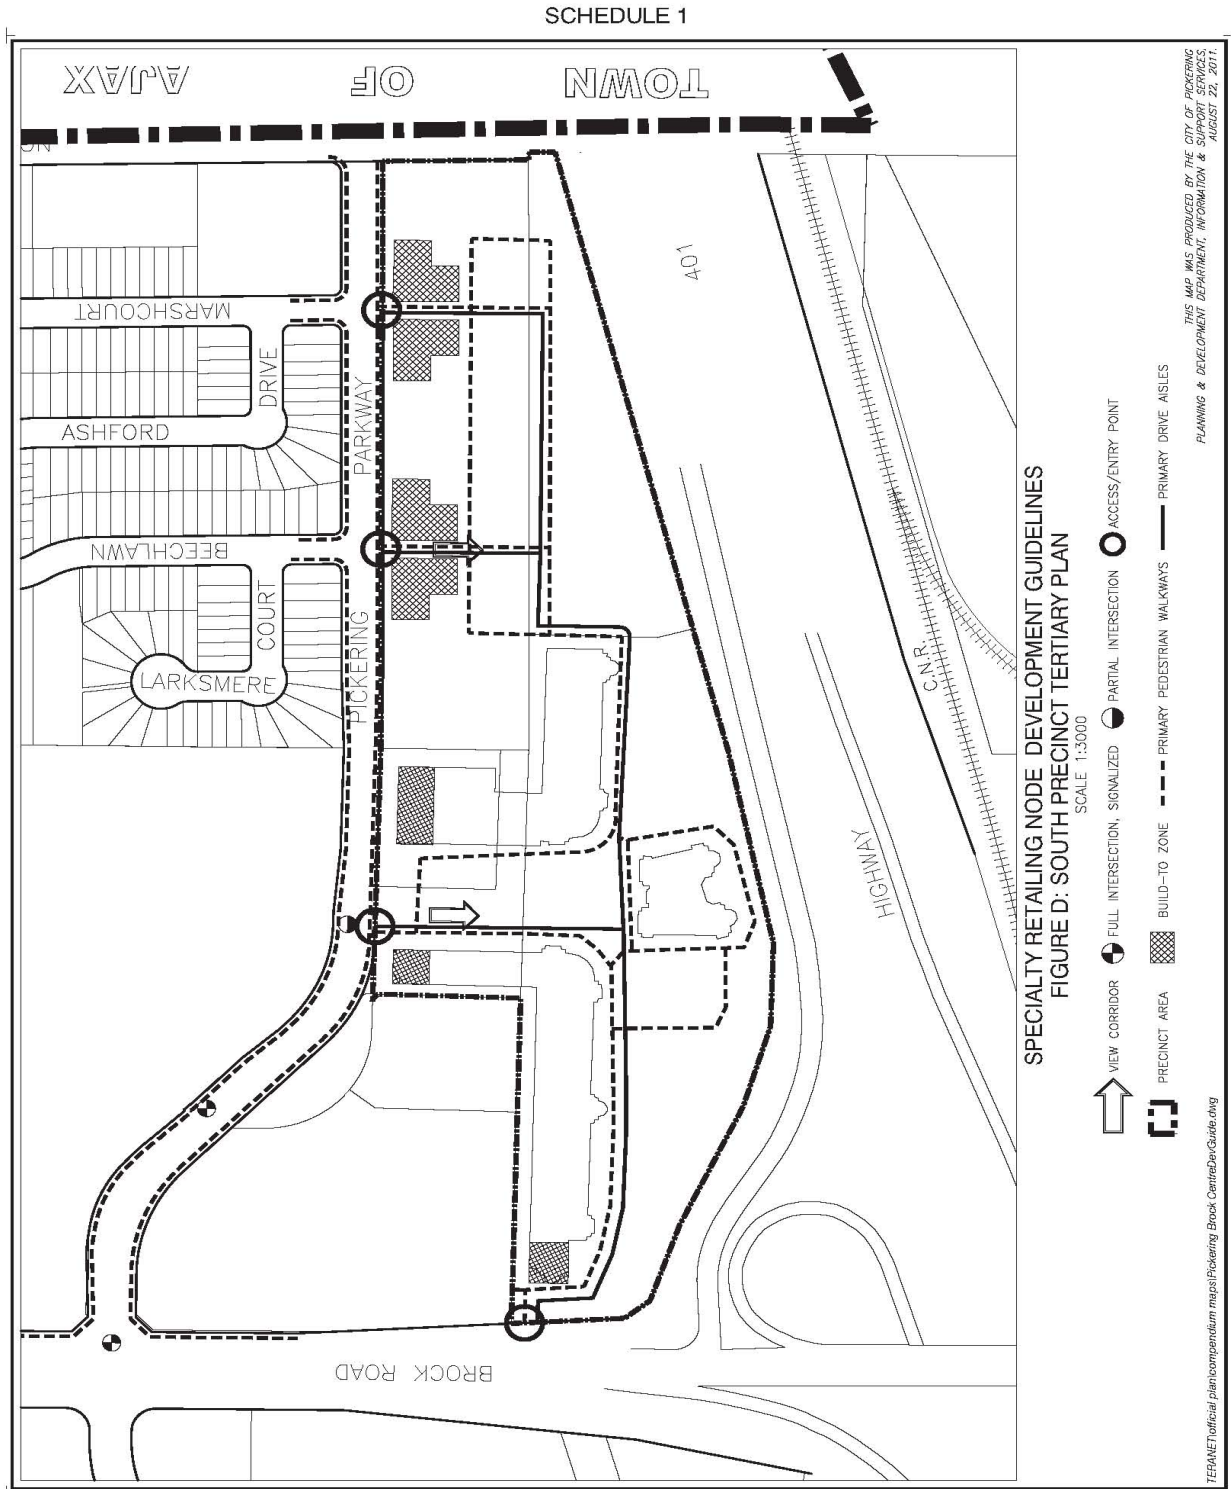 SCHEDULE 1
TOWN OF AJAX
MARSHCOURT
DRIVE
ASHFORD
PARKWAY
BEECHLAWN
COURT
LARKSMERE
PICKERING
401
HIGHWAY
C.N.R.
BROCK ROAD
SPECIALTY RETAILING NODE DEVELOPMENT GUIDELINES
FIGURE D: SOUTH PRECINCT TERTIARY PLAN
SCALE 1:3000
VIEW CORRIDOR
FULL INTERSECTION, SIGNALIZED
PARTIAL INTERSECTION
ACCESS/ENTRY POINT
PRECINCT AREA
BUILD-TO ZONE
PRIMARY PEDESTRIAN WALKWAYS
PRIMARY DRIVE AISLES
THIS MAP WAS PRODUCED BY THE CITY OF PICKERING
PLANNING & DEVELOPMENT DEPARTMENT, INFORMATION & SUPPORT SERVICES,
AUGUST 22, 2011.
TERANET\official plan\compendium maps\Pickering Brock CentreDevGuide.dwg